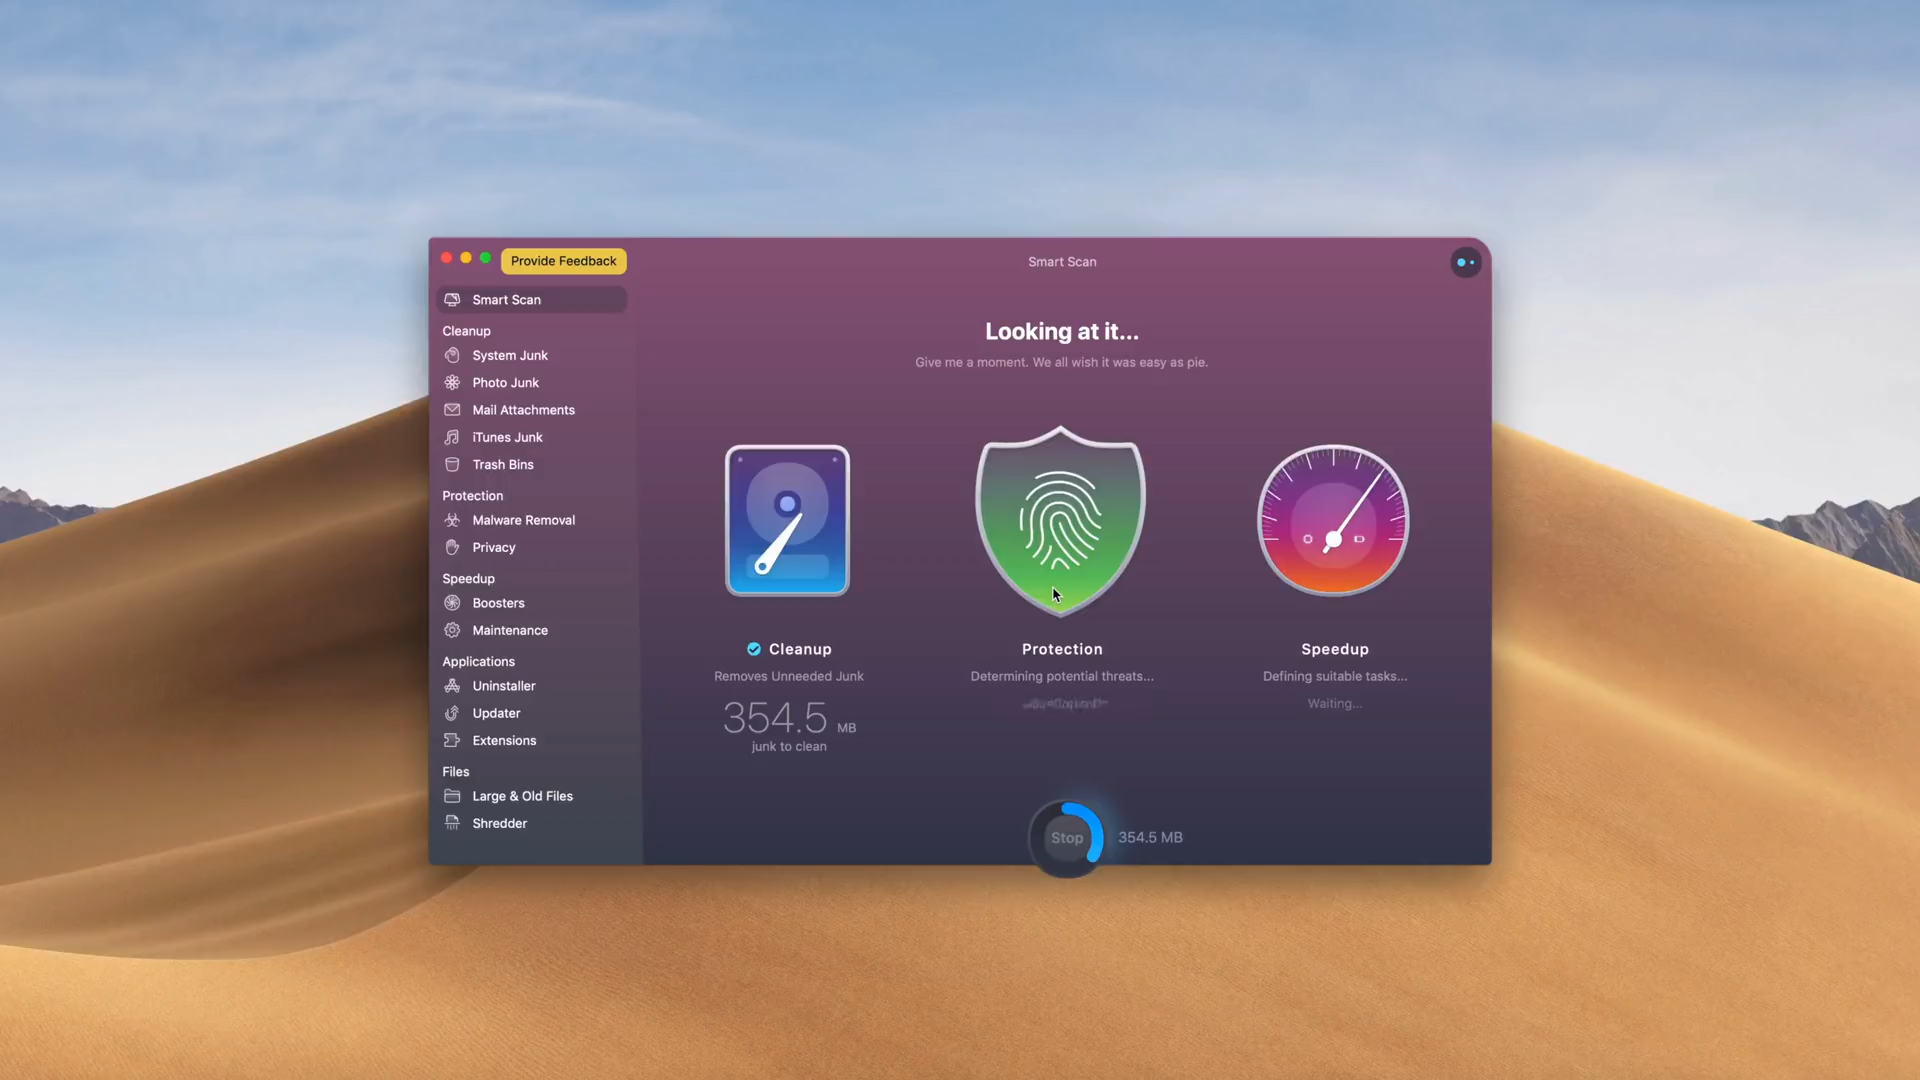 Provide Feedback
Smart Scan
Smart Scan
Cleanup
System Junk
Photo Junk
Mail Attachments
iTunes Junk
Trash Bins
Protection
Malware Removal
Privacy
Speedup
Boosters
Maintenance
Applications
Uninstaller
Updater
Extensions
Files
Large & Old Files
Shredder
Looking at it...
Give me a moment. We all wish it was easy as pie.
Cleanup
Removes Unneeded Junk
354.5 MB
junk to clean
Protection
Determining potential threats...
Speedup
Defining suitable tasks...
Waiting...
Stop
354.5 MB